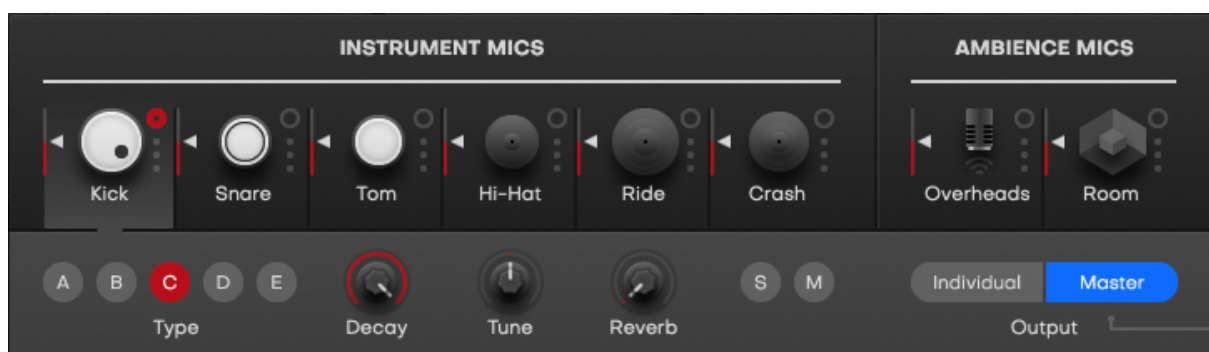 INSTRUMENT MICS
AMBIENCE MICS
Kick
Snare
Tom
Hi-Hat
Ride
Crash
Overheads
Room
A B C D E
S M
Individual
Master
Type
Decay
Tune
Reverb
Output